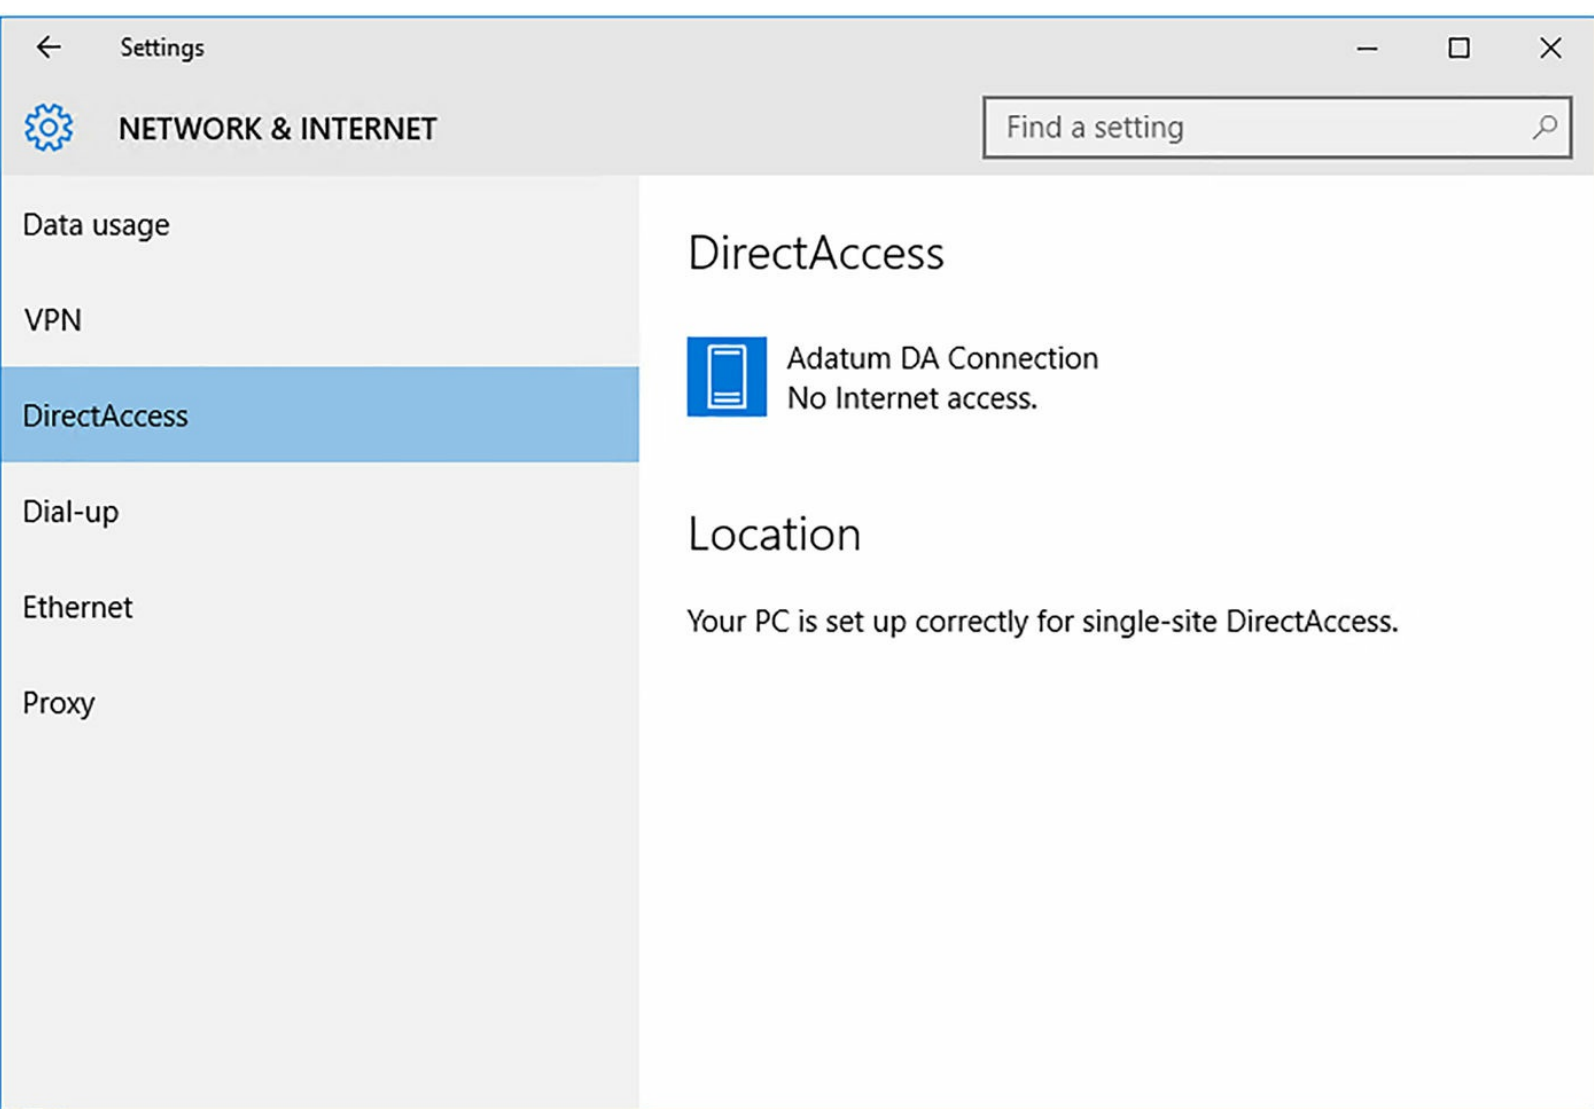 Settings
NETWORK & INTERNET
Find a setting
Data usage
VPN
DirectAccess
Dial-up
Ethernet
Proxy
DirectAccess
Adatum DA Connection
No Internet access.
Location
Your PC is set up correctly for single-site DirectAccess.